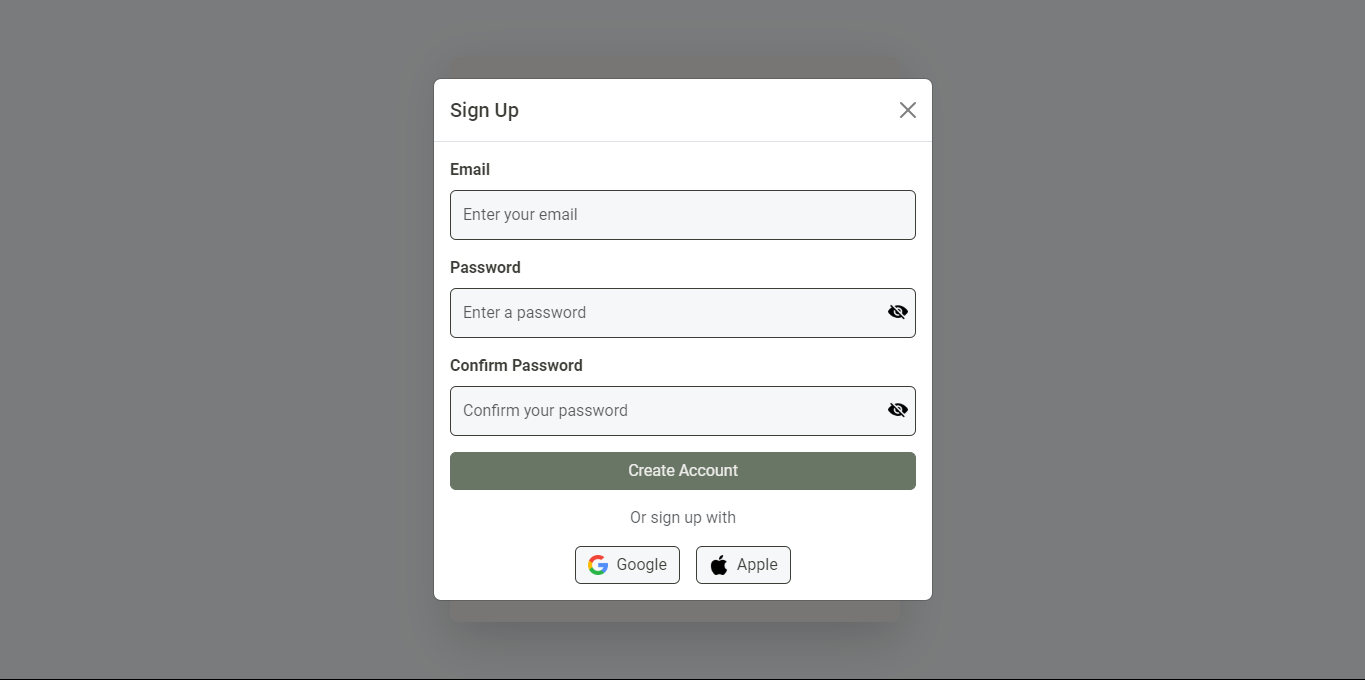 Sign Up
Email
Enter your email
Password
Enter a password
Confirm Password
Confirm your password
Create Account
Or sign up with
Google
Apple